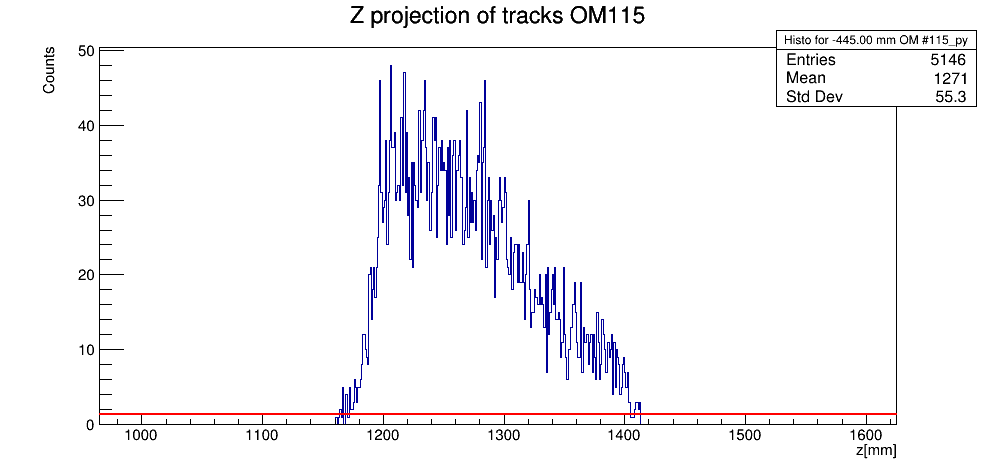 Z projection of tracks OM115
Histo for -445.00 mm OM #115_py
Entries 5146
Mean 1271
Std Dev 55.3
Counts
50
40
30
20
10
0
1000 1100 1200 1300 1400 1500 1600
z[mm]